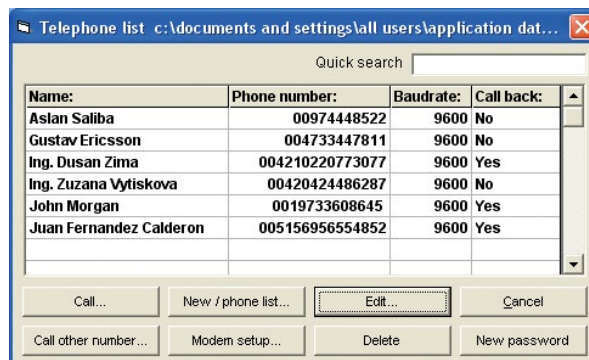 Telephone list c:\documents and settings\all users\application dat...
Quick search
Name: Phone number: Baudrate: Call back:
Aslan Saliba 00974448522 9600 No
Gustav Ericsson 004733447811 9600 No
Ing. Dusan Zima 004210220773077 9600 Yes
Ing. Zuzana Vytiskova 00420424486287 9600 No
John Morgan 0019733608645 9600 Yes
Juan Fernandez Calderon 005156956554852 9600 Yes
Call... New / phone list... Edit... Cancel
Call other number... Modem setup... Delete New password